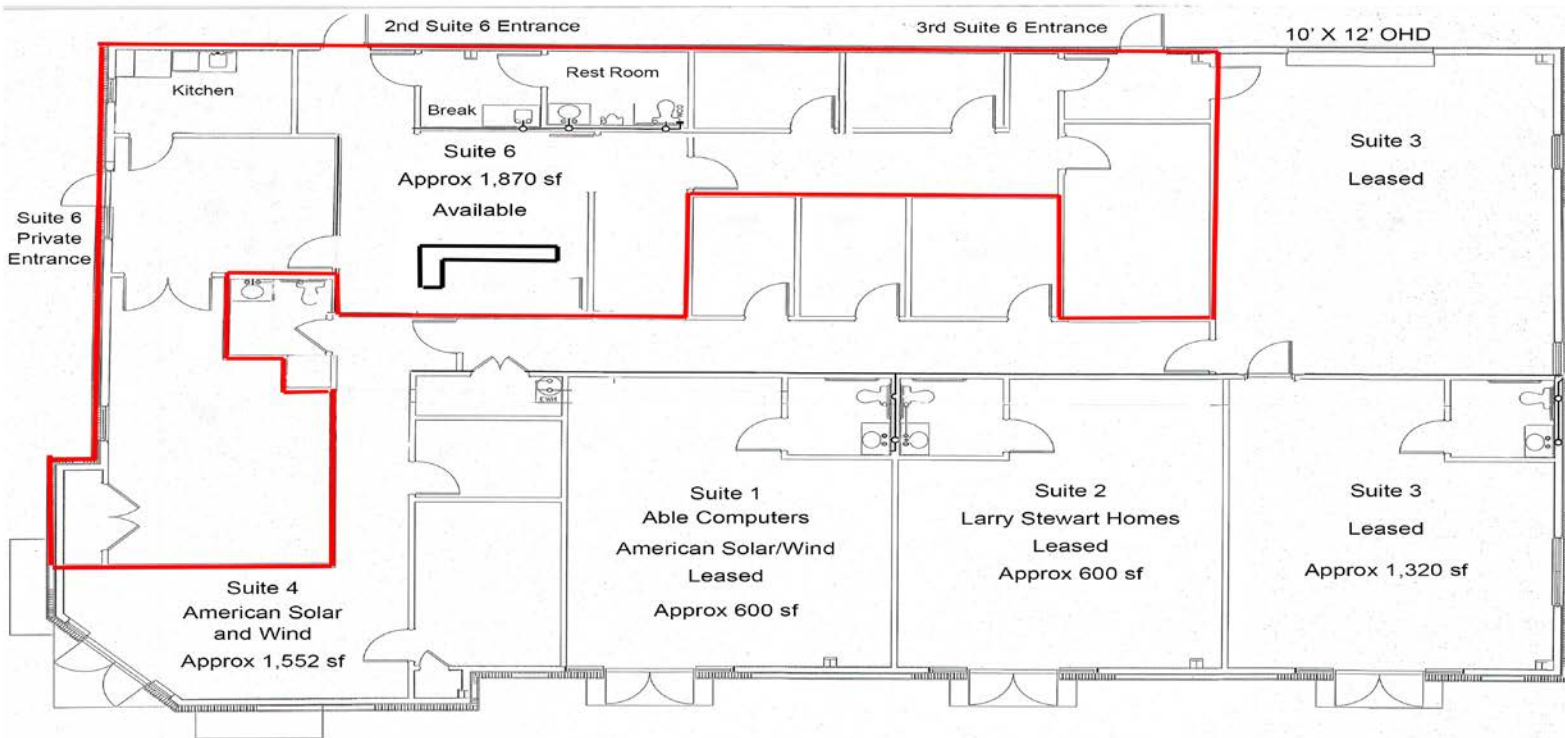 2nd Suite 6 Entrance
3rd Suite 6 Entrance
10' X 12' OHD
Kitchen
Break
Rest Room
Suite 6
Approx 1,870 sf
Available
Suite 3
Leased
Suite 6
Private
Entrance
EWH
Suite 1
Able Computers
American Solar/Wind
Leased
Approx 600 sf
Suite 2
Larry Stewart Homes
Leased
Approx 600 sf
Suite 3
Leased
Approx 1,320 sf
Suite 4
American Solar
and Wind
Approx 1,552 sf